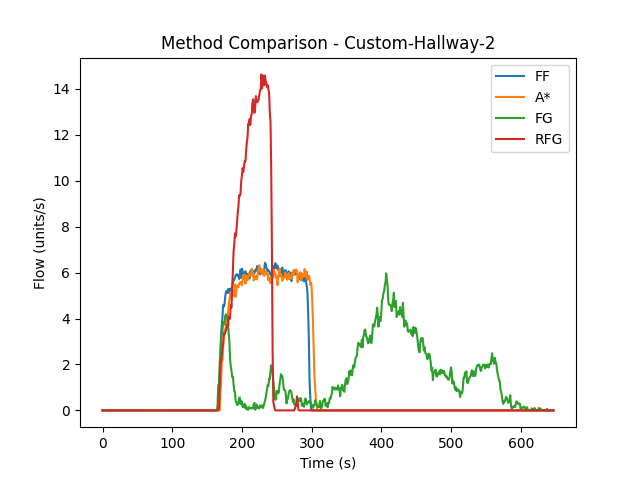 Method Comparison - Custom-Hallway-2
FF
A*
FG
RFG
14
12
10
8
6
4
2
0
Flow (units/s)
0 100 200 300 400 500 600
Time (s)